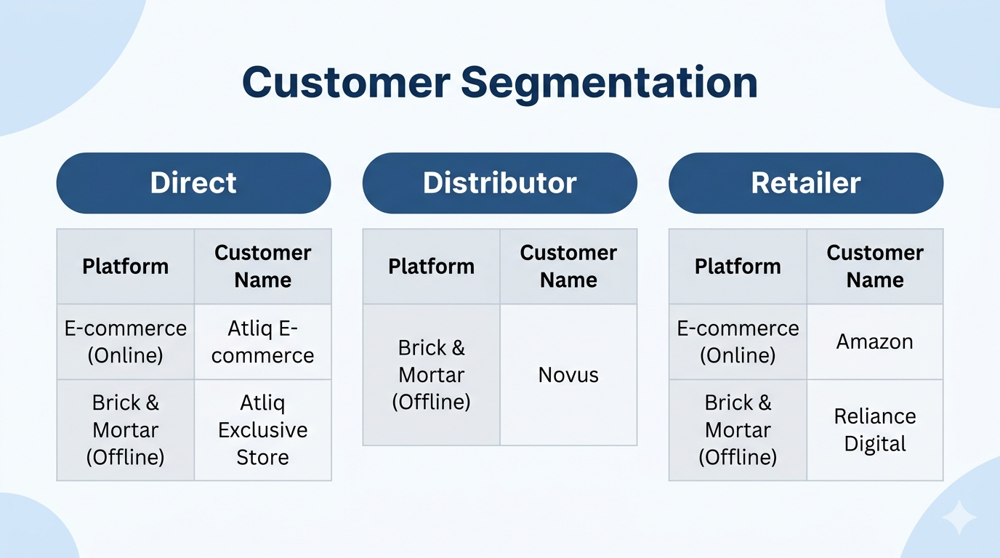 Customer Segmentation
Direct
Platform
Customer
Name
E-commerce
(Online)
Atliq E-
commerce
Brick &
Mortar
(Offline)
Atliq
Exclusive
Store
Distributor
Platform
Customer
Name
Brick &
Mortar
(Offline)
Novus
Retailer
Platform
Customer
Name
E-commerce
(Online)
Amazon
Brick &
Mortar
(Offline)
Reliance
Digital